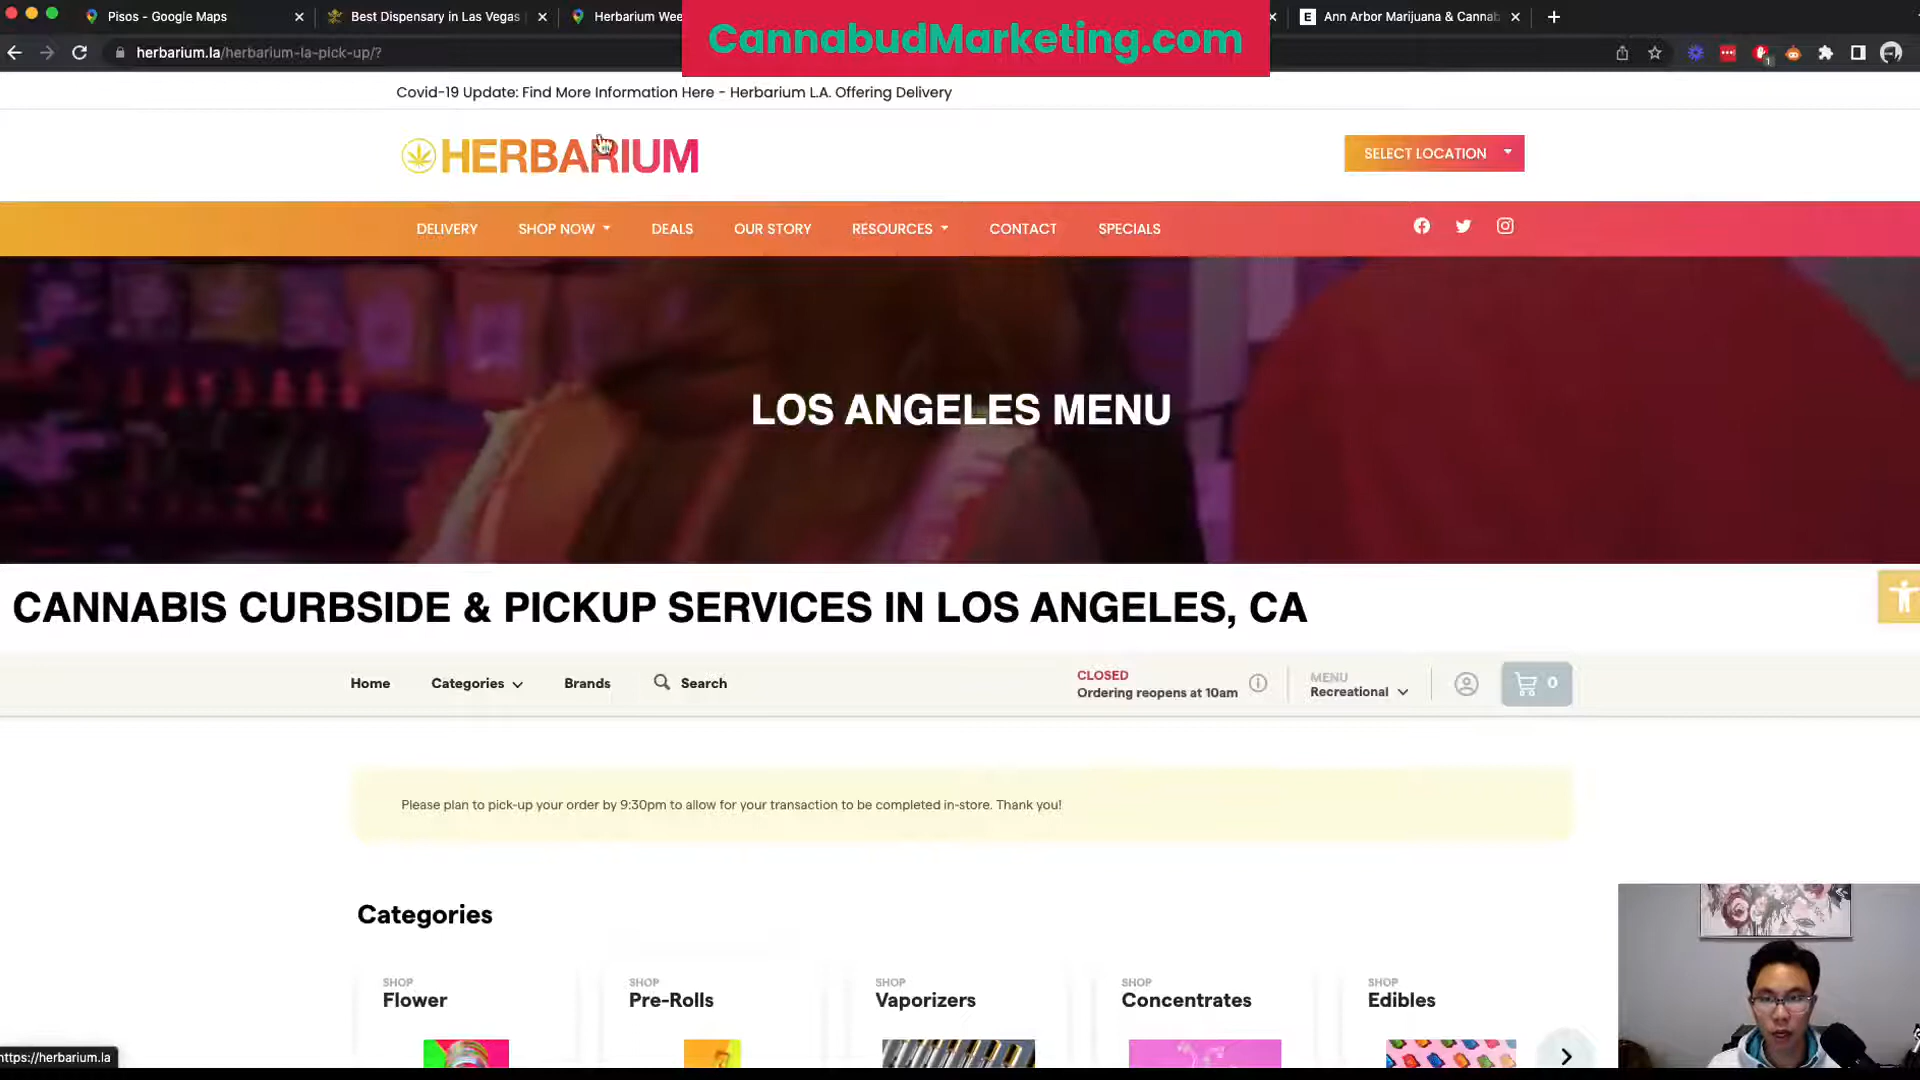 Pisos - Google Maps
Best Dispensary in Las Vegas
Herbarium Wee
Ann Arbor Marijuana & Cannab
CannabudMarketing.com
herbarium.la/herbarium-la-pick-up/?
1
Covid-19 Update: Find More Information Here - Herbarium L.A. Offering Delivery
HERBARIUM
SELECT LOCATION
DELIVERY SHOP NOW DEALS OUR STORY RESOURCES CONTACT SPECIALS
LOS ANGELES MENU
CANNABIS CURBSIDE & PICKUP SERVICES IN LOS ANGELES, CA
Home Categories Brands Search
CLOSED
Ordering reopens at 10am
MENU
Recreational
0
Please plan to pick-up your order by 9:30pm to allow for your transaction to be completed in-store. Thank you!
Categories
SHOP
Flower
SHOP
Pre-Rolls
SHOP
Vaporizers
SHOP
Concentrates
SHOP
Edibles
https://herbarium.la